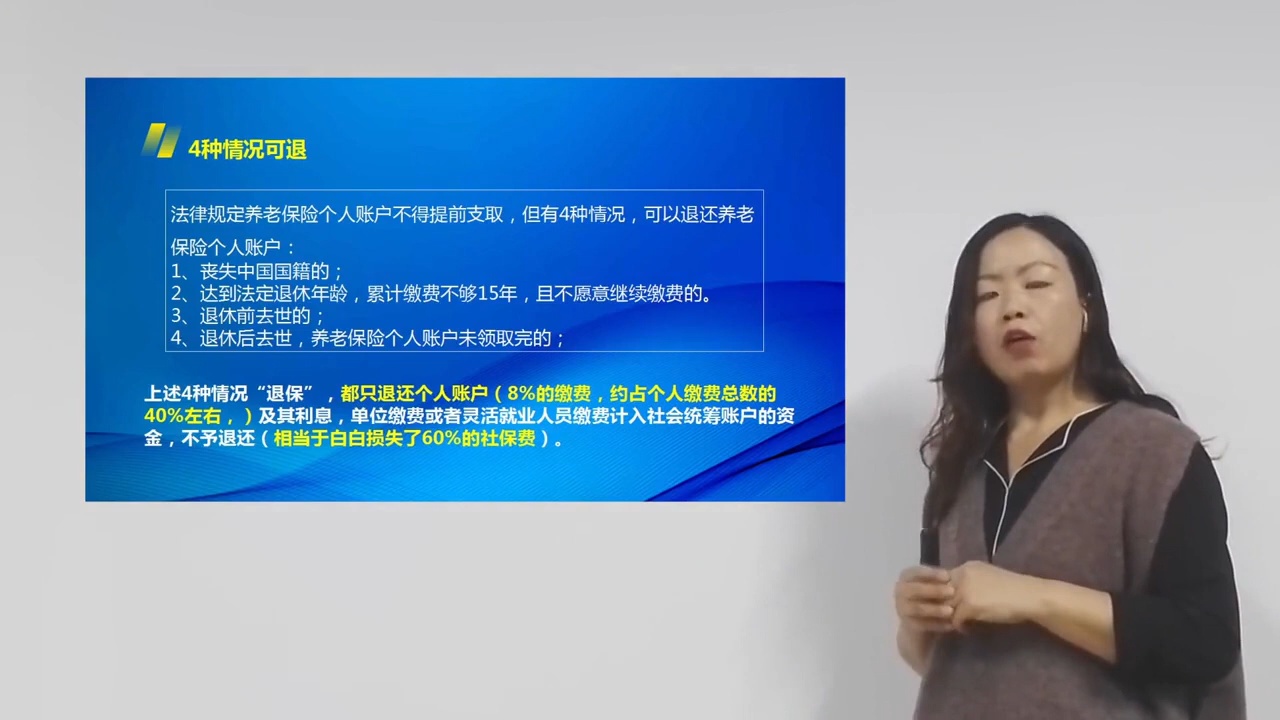 4种情况可退
法律规定养老保险个人账户不得提前支取，但有4种情况，可以退还养老
保险个人账户：
1、丧失中国国籍的；
2、达到法定退休年龄，累计缴费不够15年，且不愿意继续缴费的。
3、退休前去世的；
4、退休后去世，养老保险个人账户未领取完的；
上述4种情况“退保”，都只退还个人账户（8%的缴费，约占个人缴费总数的
40%左右，）及其利息，单位缴费或者灵活就业人员缴费计入社会统筹账户的资
金，不予退还（相当于白白损失了60%的社保费）。